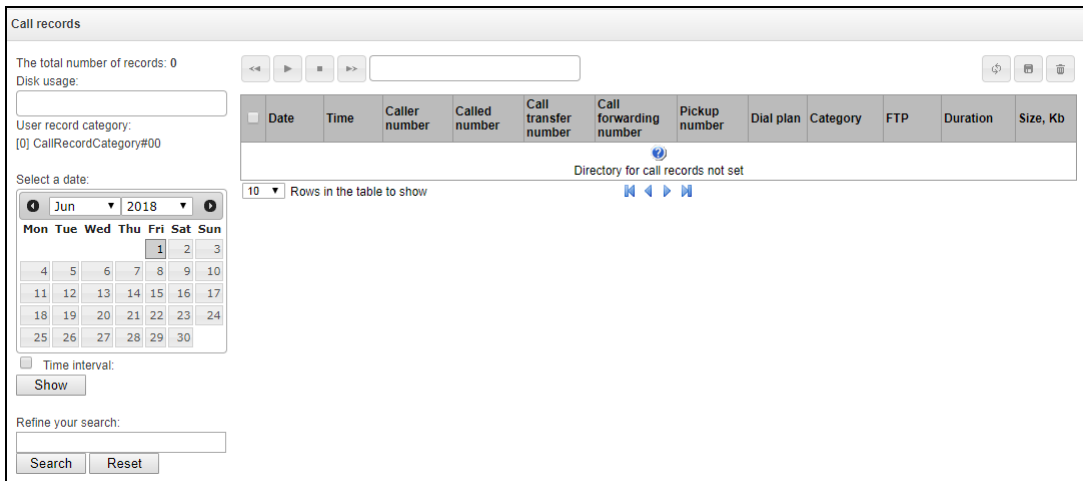 Call records
The total number of records: 0
Disk usage:
User record category:
[0] CallRecordCategory#00
Select a date:
Jun 2018
Mon Tue Wed Thu Fri Sat Sun
1 2 3
4 5 6 7 8 9 10
11 12 13 14 15 16 17
18 19 20 21 22 23 24
25 26 27 28 29 30
Time interval:
Show
Refine your search:
Search Reset
Date Time Caller number Called number Call transfer number Call forwarding number Pickup number Dial plan Category FTP Duration Size, Kb
Directory for call records not set
10 Rows in the table to show